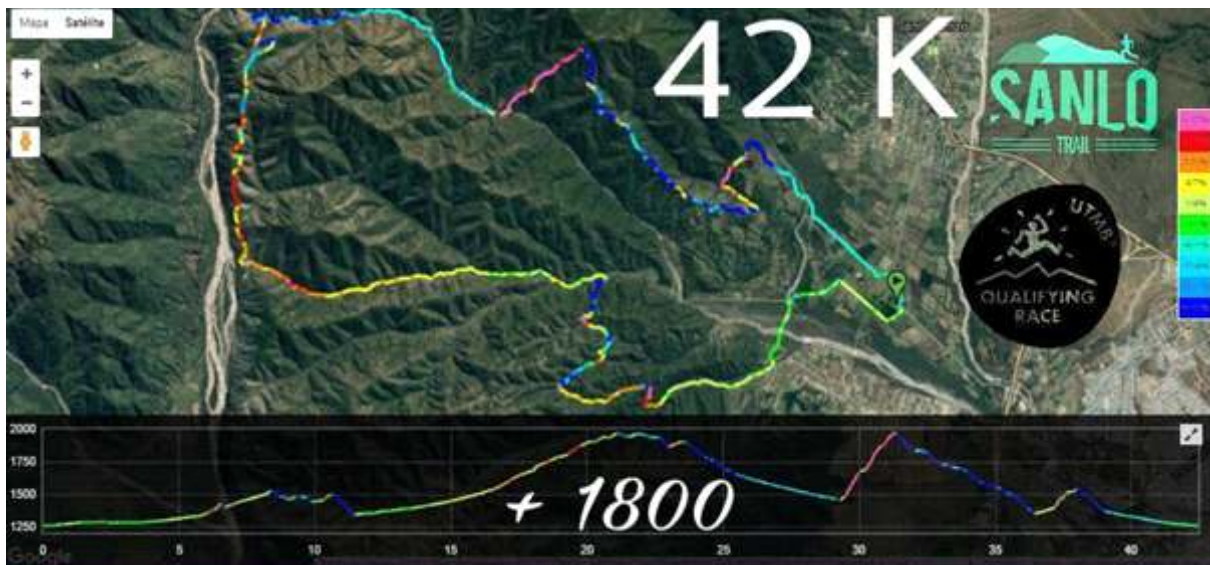 Mapa Satélite
42 K
SANLO
TRAIL
+
−
UTMB®
QUALIFYING
RACE
2000
1750
1500
1250
+ 1800
0 5 10 15 20 25 30 35 40
Google